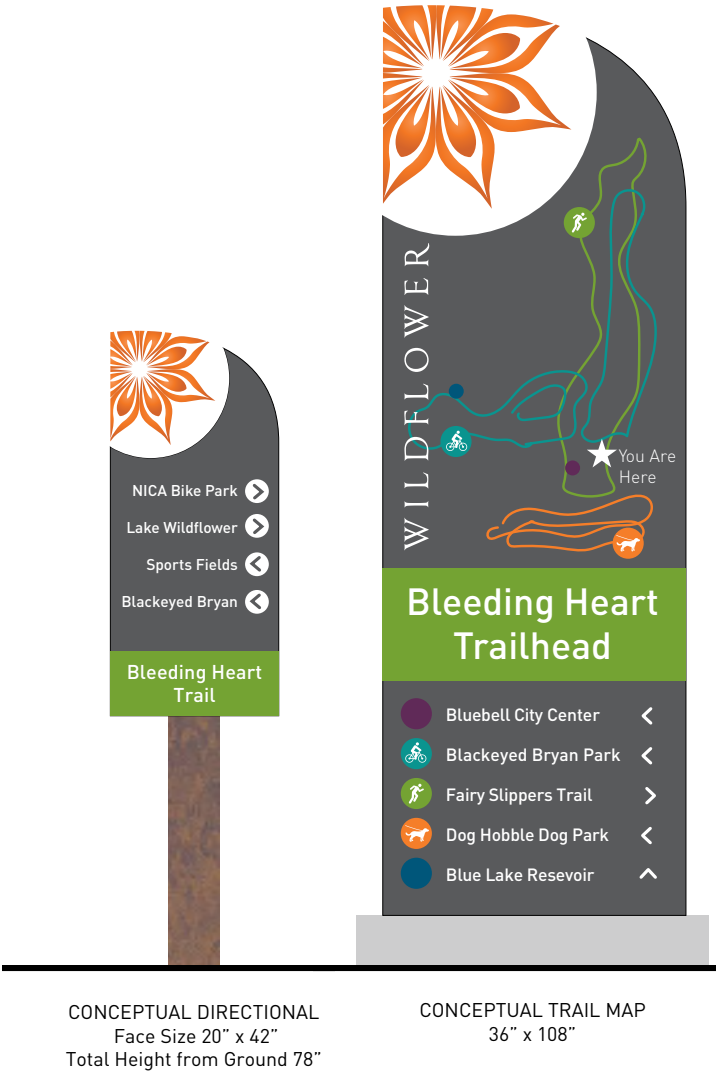 NICA Bike Park
Lake Wildflower
Sports Fields
Blackeyed Bryan
Bleeding Heart
Trail
CONCEPTUAL DIRECTIONAL
Face Size 20” x 42”
Total Height from Ground 78”
WILDFLOWER
You Are
Here
Bleeding Heart
Trailhead
Bluebell City Center
Blackeyed Bryan Park
Fairy Slippers Trail
Dog Hobble Dog Park
Blue Lake Resevoir
CONCEPTUAL TRAIL MAP
36” x 108”